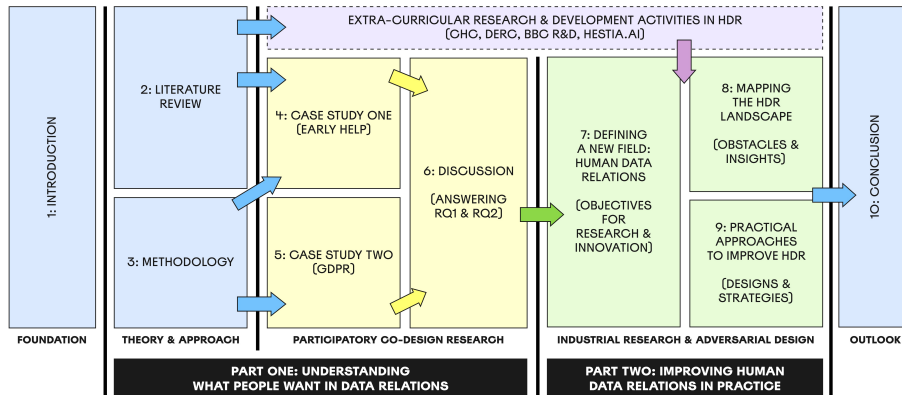 EXTRA-CURRICULAR RESEARCH & DEVELOPMENT ACTIVITIES IN HDR
(CHC, DERC, BBC R&D, HESTIA.AI)
1: INTRODUCTION
2: LITERATURE
REVIEW
3: METHODOLOGY
4: CASE STUDY ONE
(EARLY HELP)
5: CASE STUDY TWO
(GDPR)
6: DISCUSSION
(ANSWERING
RQ1 & RQ2)
7: DEFINING
A NEW FIELD:
HUMAN DATA
RELATIONS
(OBJECTIVES
FOR
RESEARCH &
INNOVATION)
8: MAPPING
THE HDR
LANDSCAPE
(OBSTACLES &
INSIGHTS)
9: PRACTICAL
APPROACHES
TO IMPROVE HDR
(DESIGNS &
STRATEGIES)
10: CONCLUSION
FOUNDATION
THEORY & APPROACH
PARTICIPATORY CO-DESIGN RESEARCH
INDUSTRIAL RESEARCH & ADVERSARIAL DESIGN
OUTLOOK
PART ONE: UNDERSTANDING
WHAT PEOPLE WANT IN DATA RELATIONS
PART TWO: IMPROVING HUMAN
DATA RELATIONS IN PRACTICE